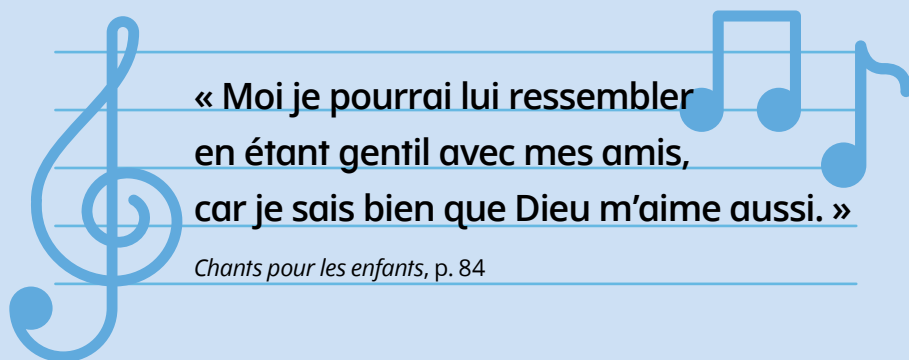 « Moi je pourrai lui ressembler
en étant gentil avec mes amis,
car je sais bien que Dieu m’aime aussi. »
Chants pour les enfants, p. 84